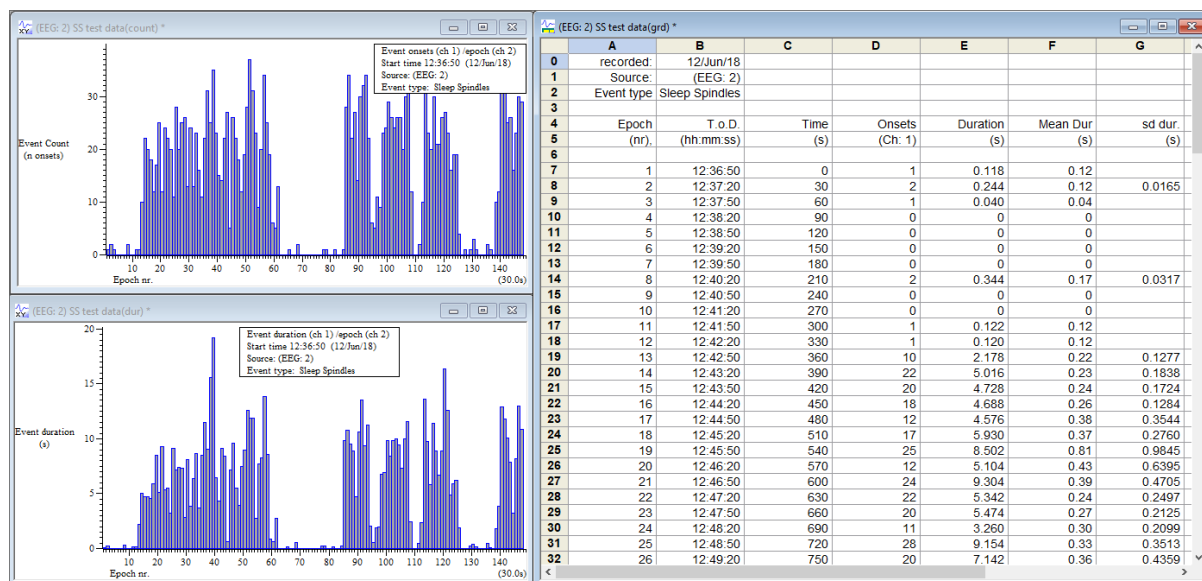 (EEG: 2) SS test data(count) *
Event onsets (ch 1) /epoch (ch 2)
Start time 12:36:50 (12/Jun/18)
Source: (EEG: 2)
Event type: Sleep Spindles
30
Event Count
(n onsets)
20
10
0
10 20 30 40 50 60 70 80 90 100 110 120 130 140
Epoch nr. (30.0s)
(EEG: 2) SS test data(dur) *
20
Event duration (ch 1) /epoch (ch 2)
Start time 12:36:50 (12/Jun/18)
Source: (EEG: 2)
Event type: Sleep Spindles
15
Event duration
(s)
10
5
0
10 20 30 40 50 60 70 80 90 100 110 120 130 140
Epoch nr. (30.0s)
(EEG: 2) SS test data(grd) *
A B C D E F G
0 recorded: 12/Jun/18
1 Source: (EEG: 2)
2 Event type Sleep Spindles
3
4 Epoch T.o.D. Time Onsets Duration Mean Dur sd dur.
5 (nr). (hh:mm:ss) (s) (Ch: 1) (s) (s) (s)
6
7 1 12:36:50 0 1 0.118 0.12
8 2 12:37:20 30 2 0.244 0.12 0.0165
9 3 12:37:50 60 1 0.040 0.04
10 4 12:38:20 90 0 0 0
11 5 12:38:50 120 0 0 0
12 6 12:39:20 150 0 0 0
13 7 12:39:50 180 0 0 0
14 8 12:40:20 210 2 0.344 0.17 0.0317
15 9 12:40:50 240 0 0 0
16 10 12:41:20 270 0 0 0
17 11 12:41:50 300 1 0.122 0.12
18 12 12:42:20 330 1 0.120 0.12
19 13 12:42:50 360 10 2.178 0.22 0.1277
20 14 12:43:20 390 22 5.016 0.23 0.1838
21 15 12:43:50 420 20 4.728 0.24 0.1724
22 16 12:44:20 450 18 4.688 0.26 0.1284
23 17 12:44:50 480 12 4.576 0.38 0.3544
24 18 12:45:20 510 17 5.930 0.37 0.2760
25 19 12:45:50 540 25 8.502 0.81 0.9845
26 20 12:46:20 570 12 5.104 0.43 0.6395
27 21 12:46:50 600 24 9.304 0.39 0.4705
28 22 12:47:20 630 22 5.342 0.24 0.2497
29 23 12:47:50 660 20 5.474 0.27 0.2125
30 24 12:48:20 690 11 3.260 0.30 0.2099
31 25 12:48:50 720 28 9.154 0.33 0.3513
32 26 12:49:20 750 20 7.142 0.36 0.4359